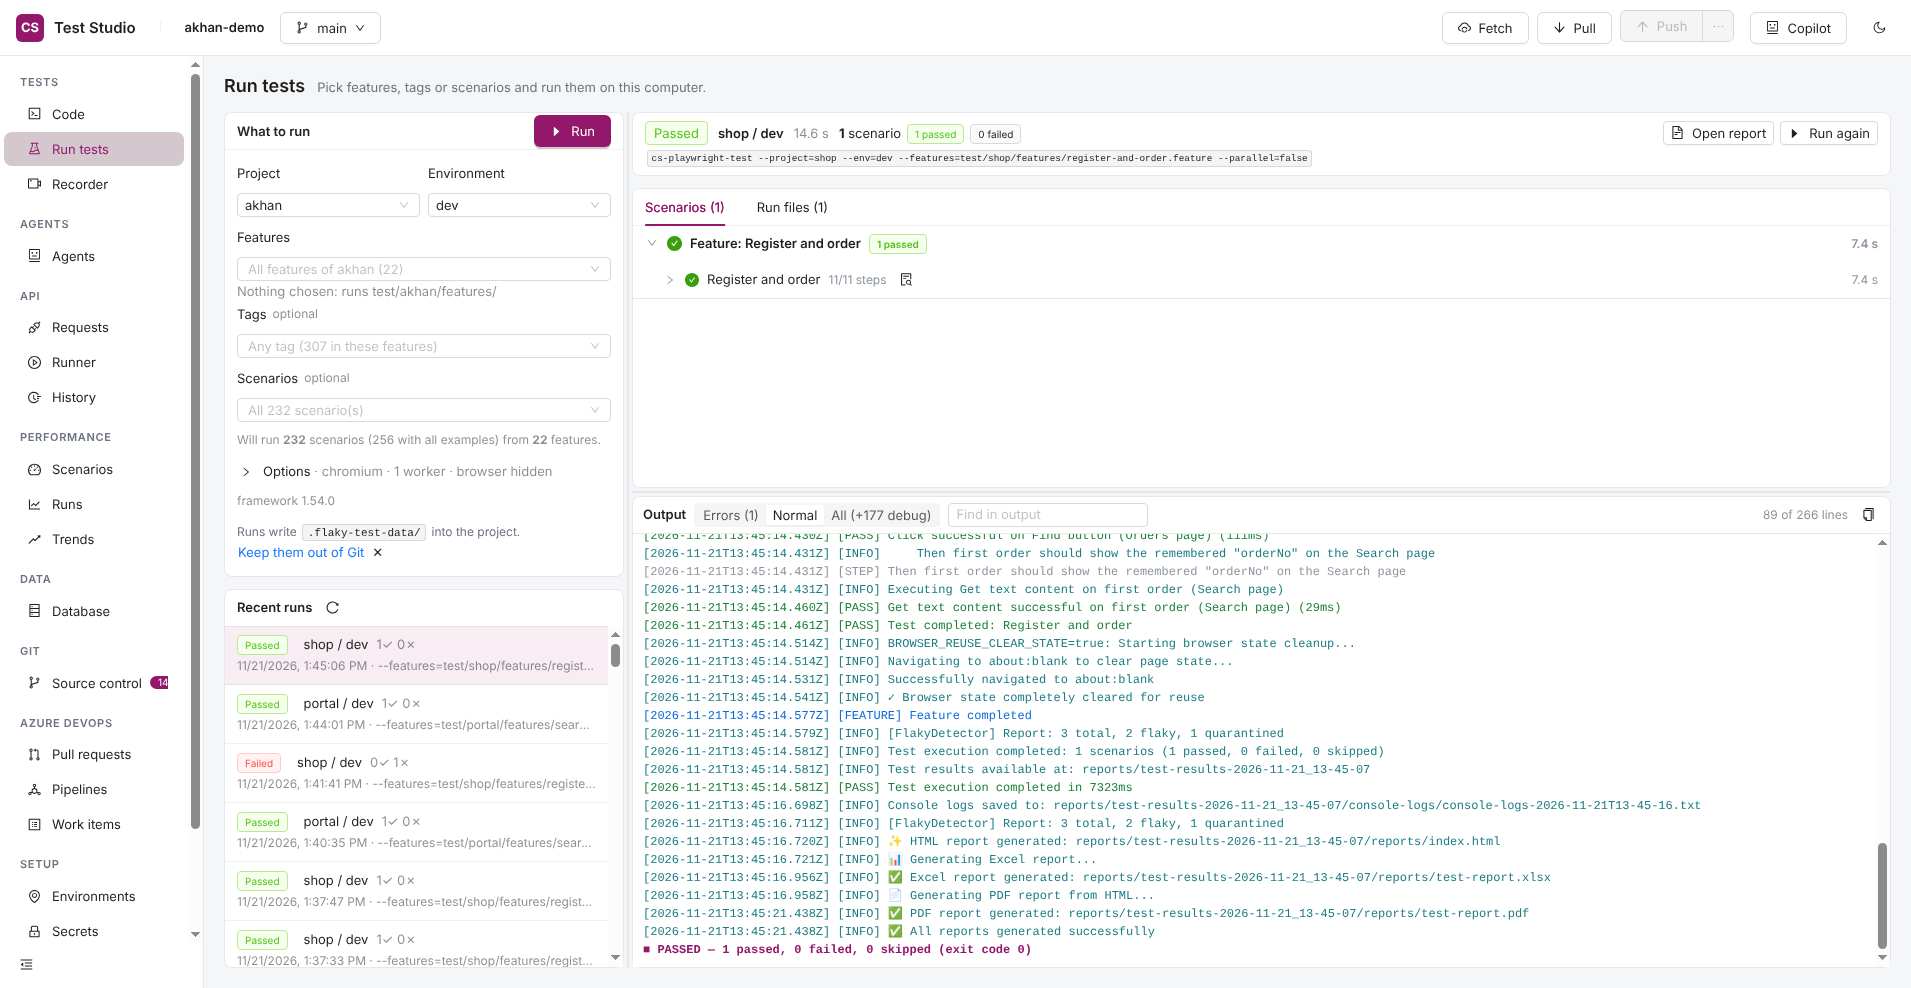 CS Test Studio akhan-demo main Fetch Pull Push ... Copilot
TESTS
Code
Run tests
Recorder
AGENTS
Agents
API
Requests
Runner
History
PERFORMANCE
Scenarios
Runs
Trends
DATA
Database
GIT
Source control 14
AZURE DEVOPS
Pull requests
Pipelines
Work items
SETUP
Environments
Secrets
Run tests Pick features, tags or scenarios and run them on this computer.
What to run Run
Project Environment
akhan dev
Features
All features of akhan (22)
Nothing chosen: runs test/akhan/features/
Tags optional
Any tag (307 in these features)
Scenarios optional
All 232 scenario(s)
Will run 232 scenarios (256 with all examples) from 22 features.
Options · chromium · 1 worker · browser hidden
framework 1.54.0
Runs write .flaky-test-data/ into the project.
Keep them out of Git ✕
Recent runs
Passed shop / dev 1✓ 0✕
11/21/2026, 1:45:06 PM · --features=test/shop/features/regist...
Passed portal / dev 1✓ 0✕
11/21/2026, 1:44:01 PM · --features=test/portal/features/sear...
Failed shop / dev 0✓ 1✕
11/21/2026, 1:41:41 PM · --features=test/shop/features/registe...
Passed portal / dev 1✓ 0✕
11/21/2026, 1:40:35 PM · --features=test/portal/features/sear...
Passed shop / dev 1✓ 0✕
11/21/2026, 1:37:47 PM · --features=test/shop/features/regist...
Passed shop / dev 1✓ 0✕
11/21/2026, 1:37:33 PM · --features=test/shop/features/regist...
Passed shop / dev 14.6 s 1 scenario 1 passed 0 failed Open report Run again
cs-playwright-test --project=shop --env=dev --features=test/shop/features/register-and-order.feature --parallel=false
Scenarios (1) Run files (1)
Feature: Register and order 1 passed 7.4 s
Register and order 11/11 steps 7.4 s
Output Errors (1) Normal All (+177 debug) Find in output 89 of 266 lines
[2026-11-21T13:45:14.430Z] [PASS] Click successful on Find button (Orders page) (111ms)
[2026-11-21T13:45:14.431Z] [INFO]     Then first order should show the remembered "orderNo" on the Search page
[2026-11-21T13:45:14.431Z] [STEP] Then first order should show the remembered "orderNo" on the Search page
[2026-11-21T13:45:14.431Z] [INFO] Executing Get text content on first order (Search page)
[2026-11-21T13:45:14.460Z] [PASS] Get text content successful on first order (Search page) (29ms)
[2026-11-21T13:45:14.461Z] [PASS] Test completed: Register and order
[2026-11-21T13:45:14.514Z] [INFO] BROWSER_REUSE_CLEAR_STATE=true: Starting browser state cleanup...
[2026-11-21T13:45:14.514Z] [INFO] Navigating to about:blank to clear page state...
[2026-11-21T13:45:14.531Z] [INFO] Successfully navigated to about:blank
[2026-11-21T13:45:14.541Z] [INFO] ✓ Browser state completely cleared for reuse
[2026-11-21T13:45:14.577Z] [FEATURE] Feature completed
[2026-11-21T13:45:14.579Z] [INFO] [FlakyDetector] Report: 3 total, 2 flaky, 1 quarantined
[2026-11-21T13:45:14.581Z] [INFO] Test execution completed: 1 scenarios (1 passed, 0 failed, 0 skipped)
[2026-11-21T13:45:14.581Z] [INFO] Test results available at: reports/test-results-2026-11-21_13-45-07
[2026-11-21T13:45:14.581Z] [PASS] Test execution completed in 7323ms
[2026-11-21T13:45:16.698Z] [INFO] Console logs saved to: reports/test-results-2026-11-21_13-45-07/console-logs/console-logs-2026-11-21T13-45-16.txt
[2026-11-21T13:45:16.711Z] [INFO] [FlakyDetector] Report: 3 total, 2 flaky, 1 quarantined
[2026-11-21T13:45:16.720Z] [INFO] ✨ HTML report generated: reports/test-results-2026-11-21_13-45-07/reports/index.html
[2026-11-21T13:45:16.721Z] [INFO] 📊 Generating Excel report...
[2026-11-21T13:45:16.956Z] [INFO] ✅ Excel report generated: reports/test-results-2026-11-21_13-45-07/reports/test-report.xlsx
[2026-11-21T13:45:16.958Z] [INFO] 📄 Generating PDF report from HTML...
[2026-11-21T13:45:21.438Z] [INFO] ✅ PDF report generated: reports/test-results-2026-11-21_13-45-07/reports/test-report.pdf
[2026-11-21T13:45:21.438Z] [INFO] ✅ All reports generated successfully
■ PASSED — 1 passed, 0 failed, 0 skipped (exit code 0)